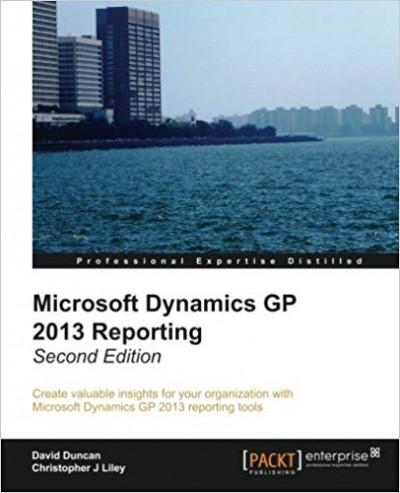 Professional Expertise Distilled
Microsoft Dynamics GP
2013 Reporting
Second Edition
Create valuable insights for your organization with
Microsoft Dynamics GP 2013 reporting tools
David Duncan
Christopher J Liley
[PACKT] enterprise
PUBLISHING professional expertise distilled